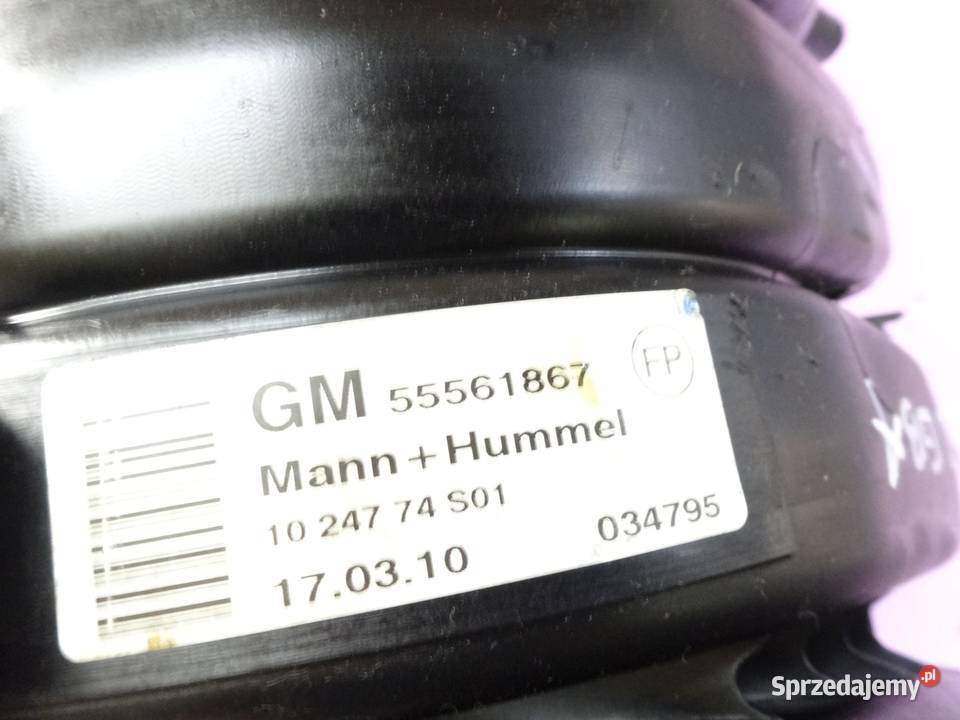 GM 55561867 FP
Mann+Hummel
10 247 74 S01
034795
17.03.10
Sprzedajemy.pl